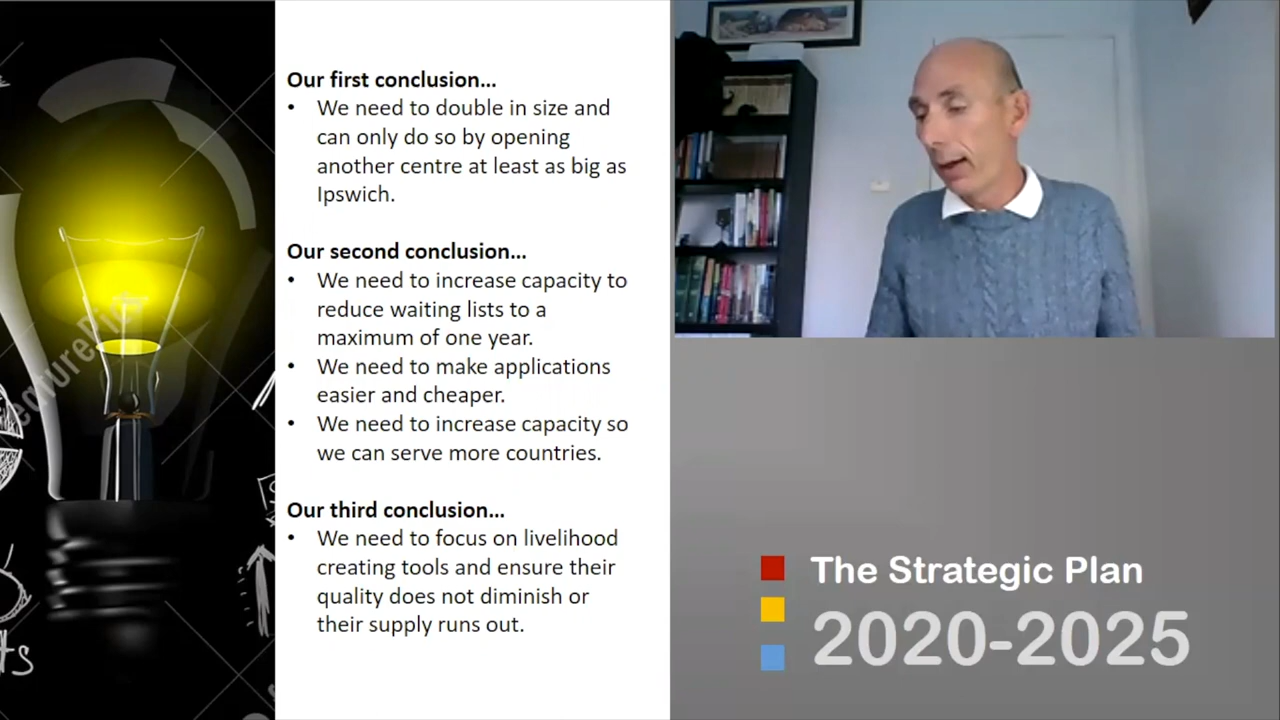 Our first conclusion...
• We need to double in size and
can only do so by opening
another centre at least as big as
Ipswich.
Our second conclusion...
• We need to increase capacity to
reduce waiting lists to a
maximum of one year.
• We need to make applications
easier and cheaper.
• We need to increase capacity so
we can serve more countries.
Our third conclusion...
• We need to focus on livelihood
creating tools and ensure their
quality does not diminish or
their supply runs out.
The Strategic Plan
2020-2025